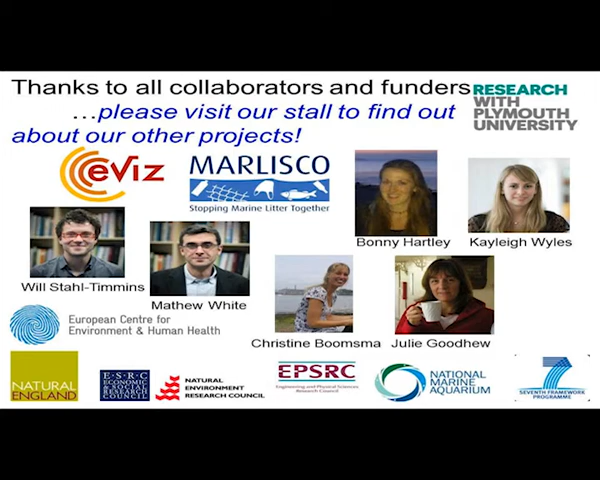 Thanks to all collaborators and funders
…please visit our stall to find out
about our other projects!
RESEARCH
WITH
PLYMOUTH
UNIVERSITY
eViz
MARLISCO
Stopping Marine Litter Together
Bonny Hartley
Kayleigh Wyles
Will Stahl-Timmins
Mathew White
European Centre for
Environment & Human Health
Christine Boomsma
Julie Goodhew
NATURAL
ENGLAND
E·S·R·C
ECONOMIC
& SOCIAL
RESEARCH
COUNCIL
NATURAL
ENVIRONMENT
RESEARCH COUNCIL
EPSRC
Engineering and Physical Sciences
Research Council
NATIONAL
MARINE
AQUARIUM
7
SEVENTH FRAMEWORK
PROGRAMME